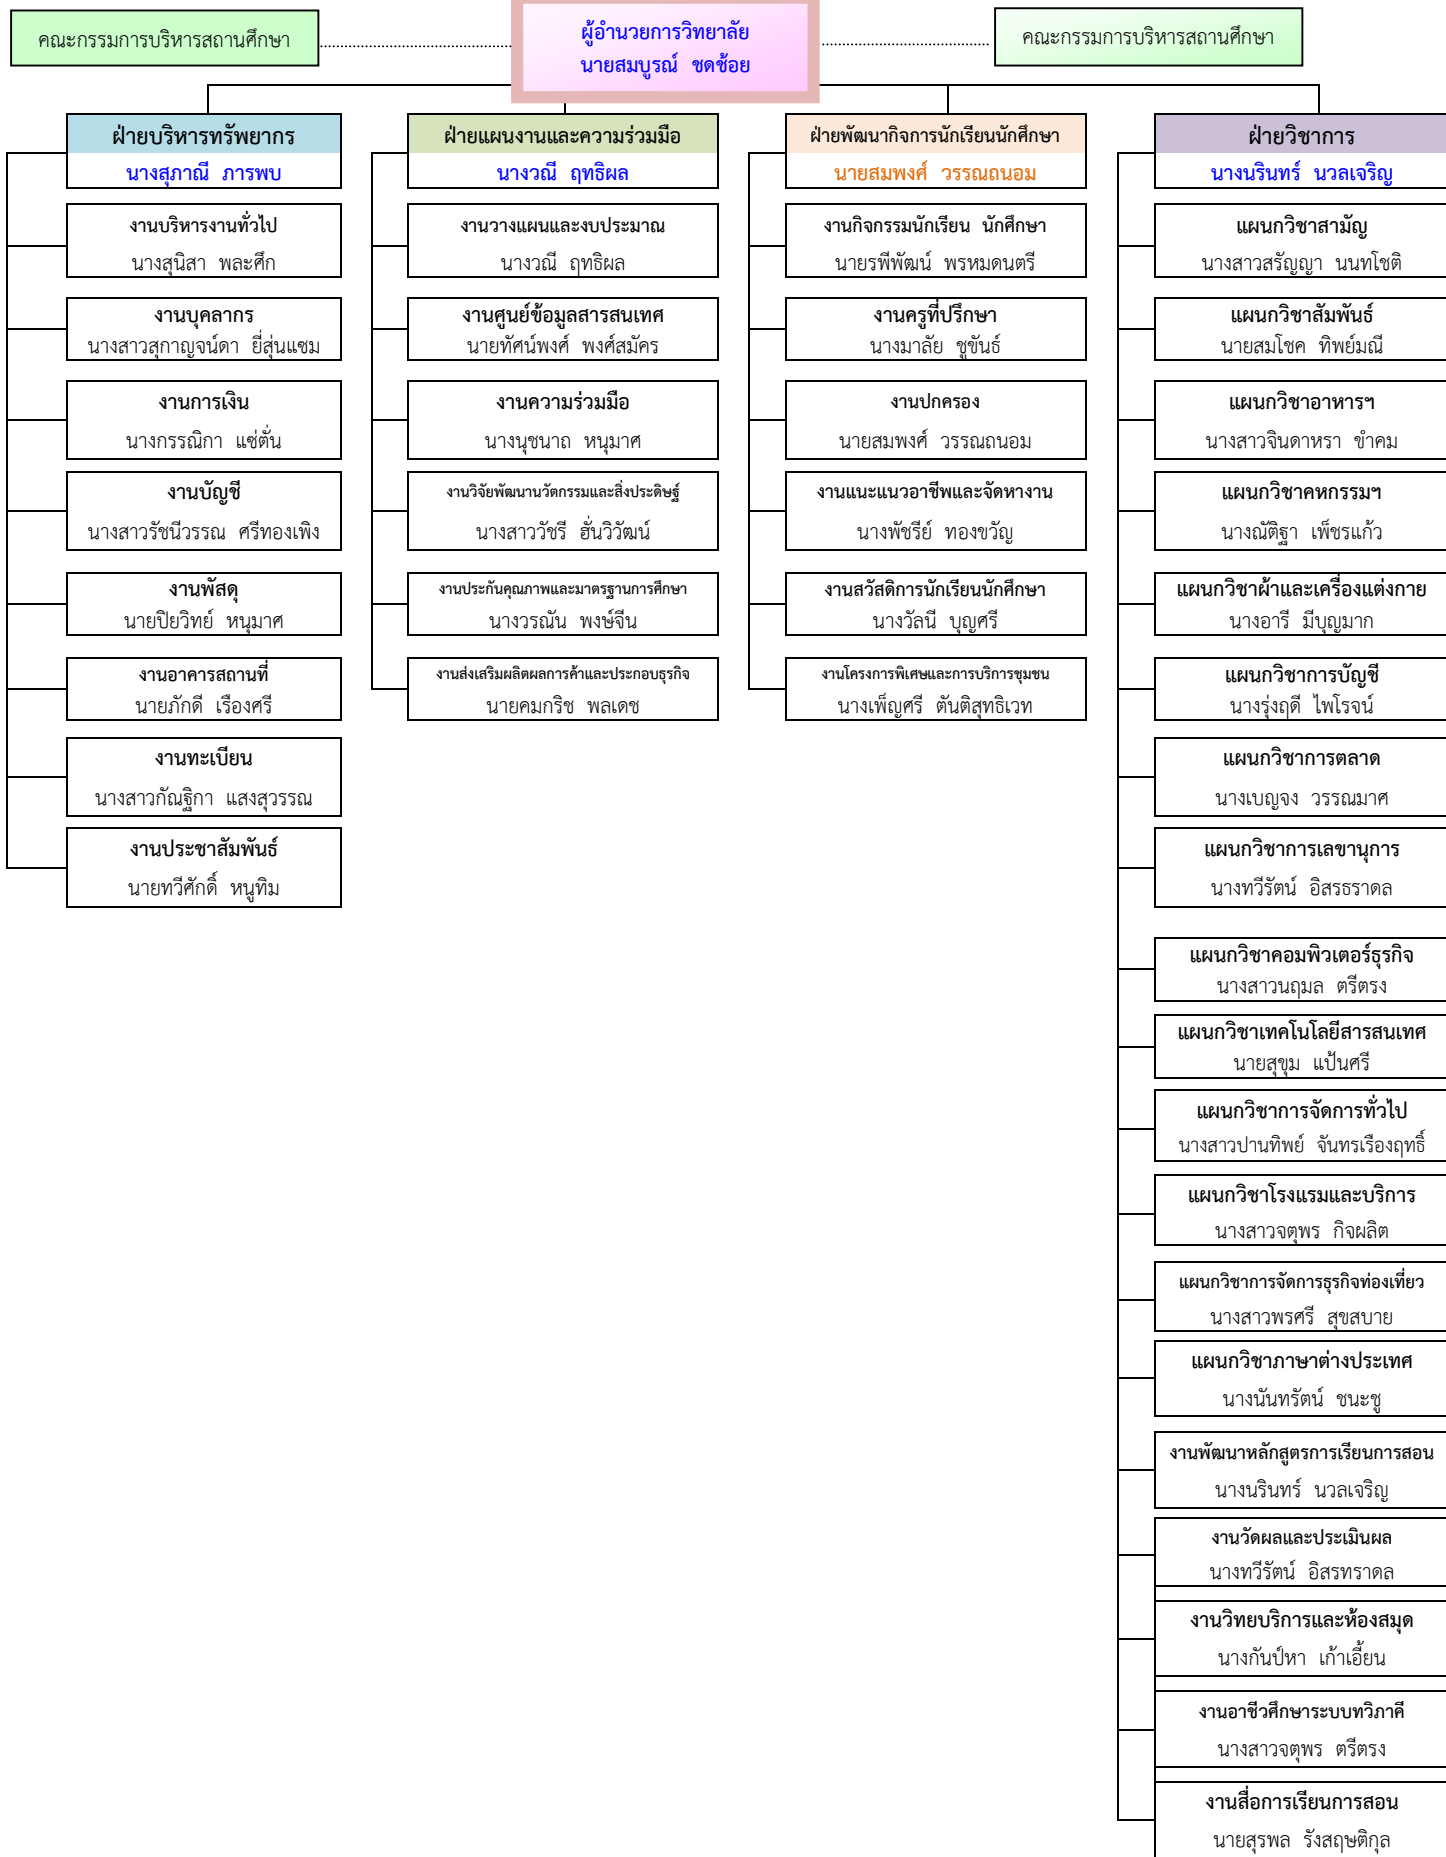 คณะกรรมการบริหารสถานศึกษา
ผู้อำนวยการวิทยาลัย
นายสมบูรณ์ ชดช้อย
คณะกรรมการบริหารสถานศึกษา
ฝ่ายบริหารทรัพยากร
นางสุภาณี ภารพบ
งานบริหารงานทั่วไป
นางสุนิสา พละศึก
งานบุคลากร
นางสาวสุกาญจน์ดา ยี่สุ่นแซม
งานการเงิน
นางกรรณิกา แซ่ตั่น
งานบัญชี
นางสาวรัชนีวรรณ ศรีทองเพิง
งานพัสดุ
นายปิยวิทย์ หนุมาศ
งานอาคารสถานที่
นายภักดี เรืองศรี
งานทะเบียน
นางสาวกัณฐิกา แสงสุวรรณ
งานประชาสัมพันธ์
นายทวีศักดิ์ หนูทิม
ฝ่ายแผนงานและความร่วมมือ
นางวณี ฤทธิผล
งานวางแผนและงบประมาณ
นางวณี ฤทธิผล
งานศูนย์ข้อมูลสารสนเทศ
นายทัศน์พงศ์ พงศ์สมัคร
งานความร่วมมือ
นางนุชนาถ หนุมาศ
งานวิจัยพัฒนานวัตกรรมและสิ่งประดิษฐ์
นางสาววัชรี ฮั่นวิวัฒน์
งานประกันคุณภาพและมาตรฐานการศึกษา
นางวรณัน พงษ์จีน
งานส่งเสริมผลิตผลการค้าและประกอบธุรกิจ
นายคมกริช พลเดช
ฝ่ายพัฒนากิจการนักเรียนนักศึกษา
นายสมพงศ์ วรรณถนอม
งานกิจกรรมนักเรียน นักศึกษา
นายรพีพัฒน์ พรหมดนตรี
งานครูที่ปรึกษา
นางมาลัย ชูขันธ์
งานปกครอง
นายสมพงศ์ วรรณถนอม
งานแนะแนวอาชีพและจัดหางาน
นางพัชรีย์ ทองขวัญ
งานสวัสดิการนักเรียนนักศึกษา
นางวัลนี บุญศรี
งานโครงการพิเศษและการบริการชุมชน
นางเพ็ญศรี ตันติสุทธิเวท
ฝ่ายวิชาการ
นางนรินทร์ นวลเจริญ
แผนกวิชาสามัญ
นางสาวสรัญญา นนทโชติ
แผนกวิชาสัมพันธ์
นายสมโชค ทิพย์มณี
แผนกวิชาอาหารฯ
นางสาวจินดาหรา ขำคม
แผนกวิชาคหกรรมฯ
นางณัติฐา เพ็ชรแก้ว
แผนกวิชาผ้าและเครื่องแต่งกาย
นางอารี มีบุญมาก
แผนกวิชาการบัญชี
นางรุ่งฤดี ไพโรจน์
แผนกวิชาการตลาด
นางเบญจง วรรณมาศ
แผนกวิชาการเลขานุการ
นางทวีรัตน์ อิสรธราดล
แผนกวิชาคอมพิวเตอร์ธุรกิจ
นางสาวนฤมล ตรีตรง
แผนกวิชาเทคโนโลยีสารสนเทศ
นายสุขุม แป้นศรี
แผนกวิชาการจัดการทั่วไป
นางสาวปานทิพย์ จันทรเรืองฤทธิ์
แผนกวิชาโรงแรมและบริการ
นางสาวจตุพร กิจผลิต
แผนกวิชาการจัดการธุรกิจท่องเที่ยว
นางสาวพรศรี สุขสบาย
แผนกวิชาภาษาต่างประเทศ
นางนันทรัตน์ ชนะชู
งานพัฒนาหลักสูตรการเรียนการสอน
นางนรินทร์ นวลเจริญ
งานวัดผลและประเมินผล
นางทวีรัตน์ อิสรทราดล
งานวิทยบริการและห้องสมุด
นางกันป์หา เก้าเอี้ยน
งานอาชีวศึกษาระบบทวิภาคี
นางสาวจตุพร ตรีตรง
งานสื่อการเรียนการสอน
นายสุรพล รังสฤษติกุล